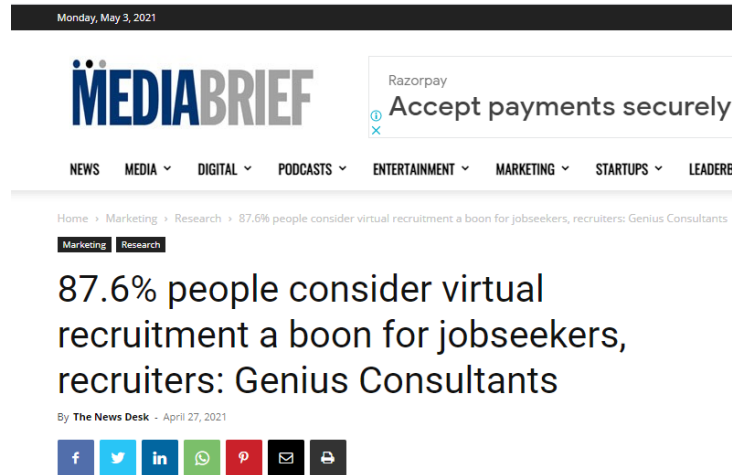 Monday, May 3, 2021
MEDIABRIEF
Razorpay
Accept payments securely
NEWS MEDIA DIGITAL PODCASTS ENTERTAINMENT MARKETING STARTUPS LEADERB
Home › Marketing › Research › 87.6% people consider virtual recruitment a boon for jobseekers, recruiters: Genius Consultants
Marketing Research
87.6% people consider virtual
recruitment a boon for jobseekers,
recruiters: Genius Consultants
By The News Desk - April 27, 2021